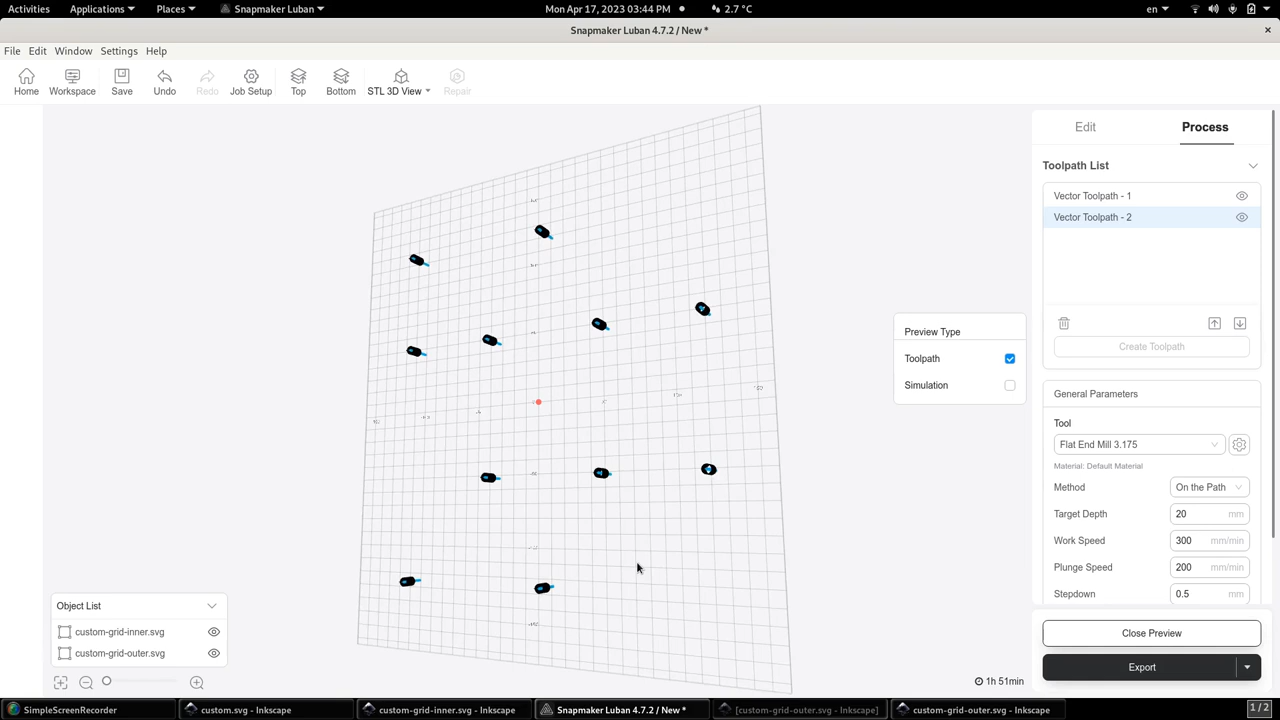 Activities Applications Places Snapmaker Luban Mon Apr 17, 2023 03:44 PM 2.7 °C en
Snapmaker Luban 4.7.2 / New *
File Edit Window Settings Help
Home Workspace Save Undo Redo Job Setup Top Bottom STL 3D View Repair
Edit Process
Toolpath List
Vector Toolpath - 1
Vector Toolpath - 2
Preview Type
Toolpath
Simulation
Create Toolpath
General Parameters
Tool
Flat End Mill 3.175
Material: Default Material
Method On the Path
Target Depth 20 mm
Work Speed 300 mm/min
Plunge Speed 200 mm/min
Stepdown 0.5 mm
Object List
custom-grid-inner.svg
custom-grid-outer.svg
Close Preview
Export
1h 51min
SimpleScreenRecorder custom.svg - Inkscape custom-grid-inner.svg - Inkscape Snapmaker Luban 4.7.2 / New * [custom-grid-outer.svg - Inkscape] custom-grid-outer.svg - Inkscape 1 / 2